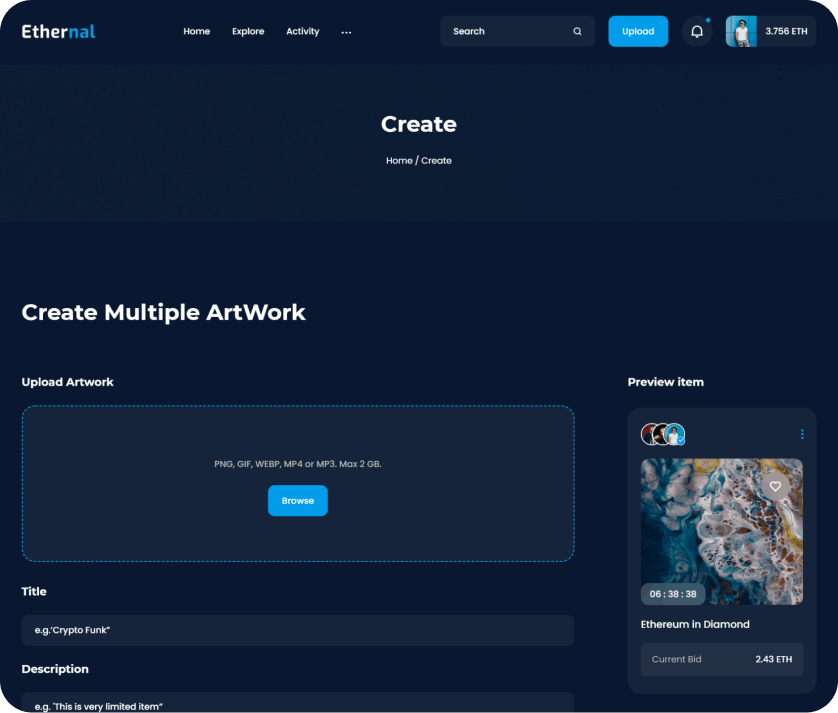 Ethernal
Home Explore Activity ...
Search
Upload
3.756 ETH
Create
Home / Create
Create Multiple ArtWork
Upload Artwork
PNG, GIF, WEBP, MP4 or MP3. Max 2 GB.
Browse
Title
e.g.'Crypto Funk"
Description
e.g. 'This is very limited item"
Preview item
06 : 38 : 38
Ethereum in Diamond
Current Bid 2.43 ETH